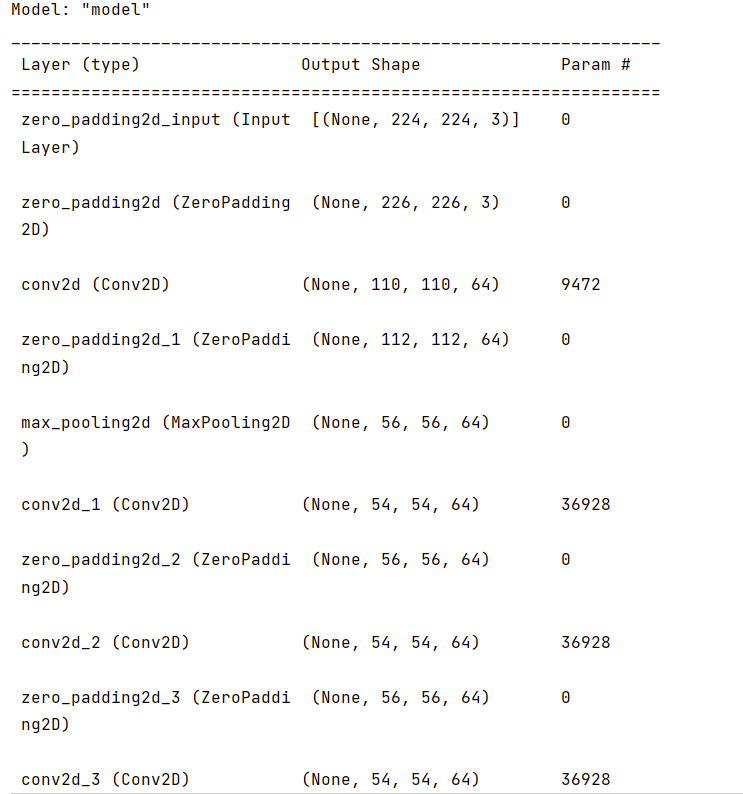 Model: "model"
_________________________________________________________________
 Layer (type)                Output Shape              Param #
=================================================================
 zero_padding2d_input (Input  [(None, 224, 224, 3)]    0
 Layer)
 zero_padding2d (ZeroPadding  (None, 226, 226, 3)      0
 2D)
 conv2d (Conv2D)             (None, 110, 110, 64)      9472
 zero_padding2d_1 (ZeroPaddi  (None, 112, 112, 64)     0
 ng2D)
 max_pooling2d (MaxPooling2D  (None, 56, 56, 64)       0
 )
 conv2d_1 (Conv2D)           (None, 54, 54, 64)        36928
 zero_padding2d_2 (ZeroPaddi  (None, 56, 56, 64)       0
 ng2D)
 conv2d_2 (Conv2D)           (None, 54, 54, 64)        36928
 zero_padding2d_3 (ZeroPaddi  (None, 56, 56, 64)       0
 ng2D)
 conv2d_3 (Conv2D)           (None, 54, 54, 64)        36928